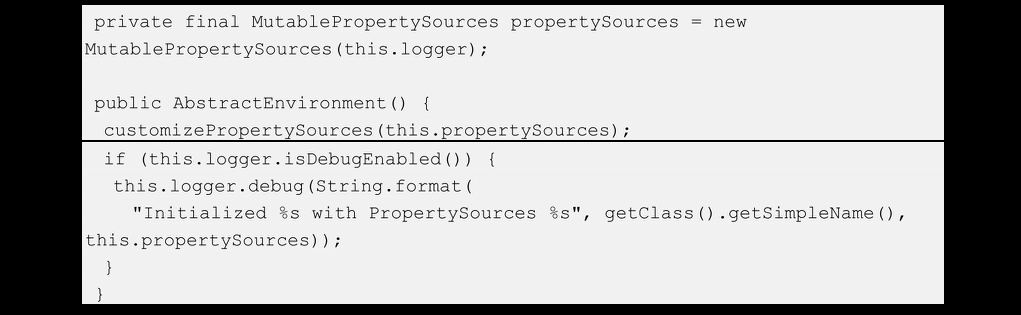 private final MutablePropertySources propertySources = new
MutablePropertySources(this.logger);
public AbstractEnvironment() {
customizePropertySources(this.propertySources);
if (this.logger.isDebugEnabled()) {
this.logger.debug(String.format(
"Initialized %s with PropertySources %s", getClass().getSimpleName(),
this.propertySources));
}
}